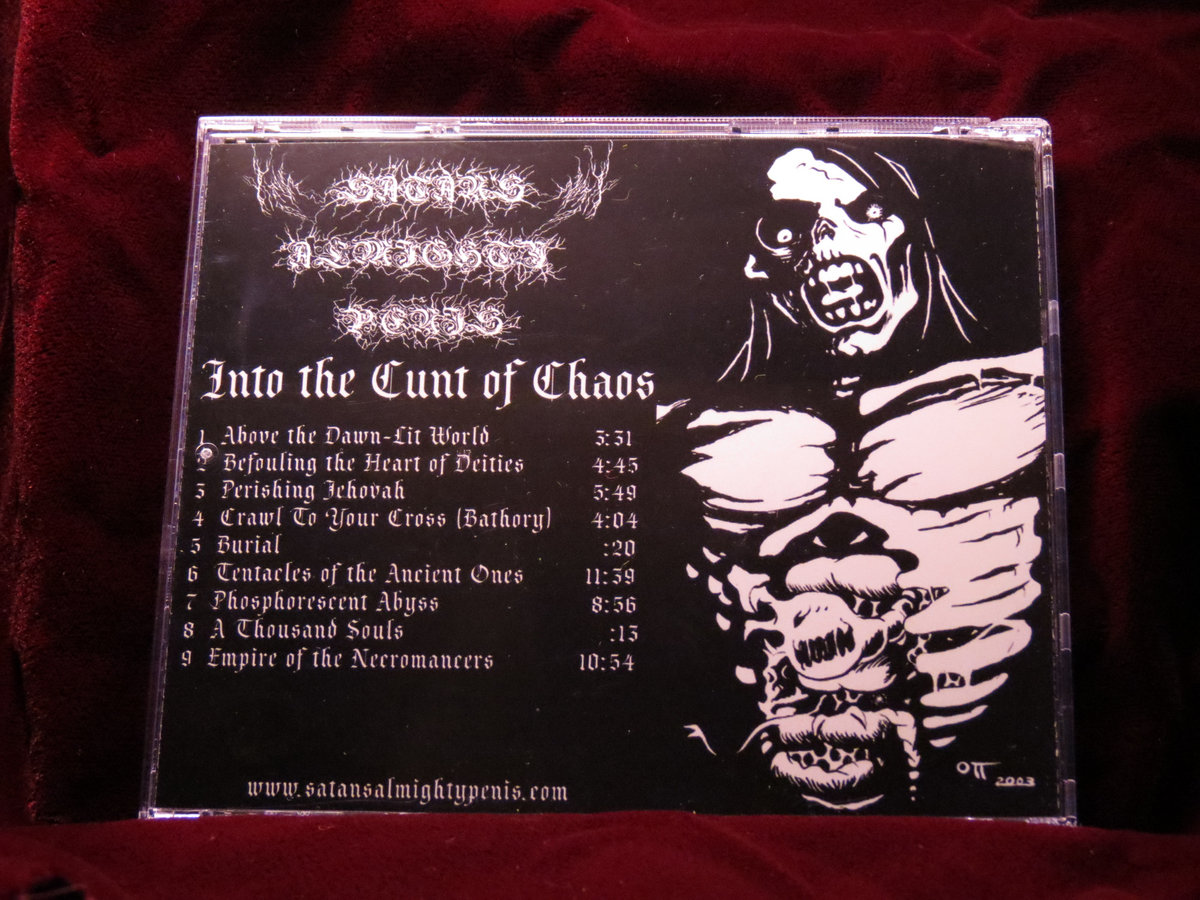 SATANS
ALMIGHTY
PENIS
Into the Cunt of Chaos
1 Above the Dawn-Lit World 3:31
2 Befouling the Heart of Deities 4:45
3 Perishing Jehovah 5:49
4 Crawl To Your Cross (Bathory) 4:04
5 Burial :20
6 Tentacles of the Ancient Ones 11:39
7 Phosphorescent Abyss 8:56
8 A Thousand Souls :13
9 Empire of the Necromancers 10:54
www.satansalmightypenis.com
OTT
2003